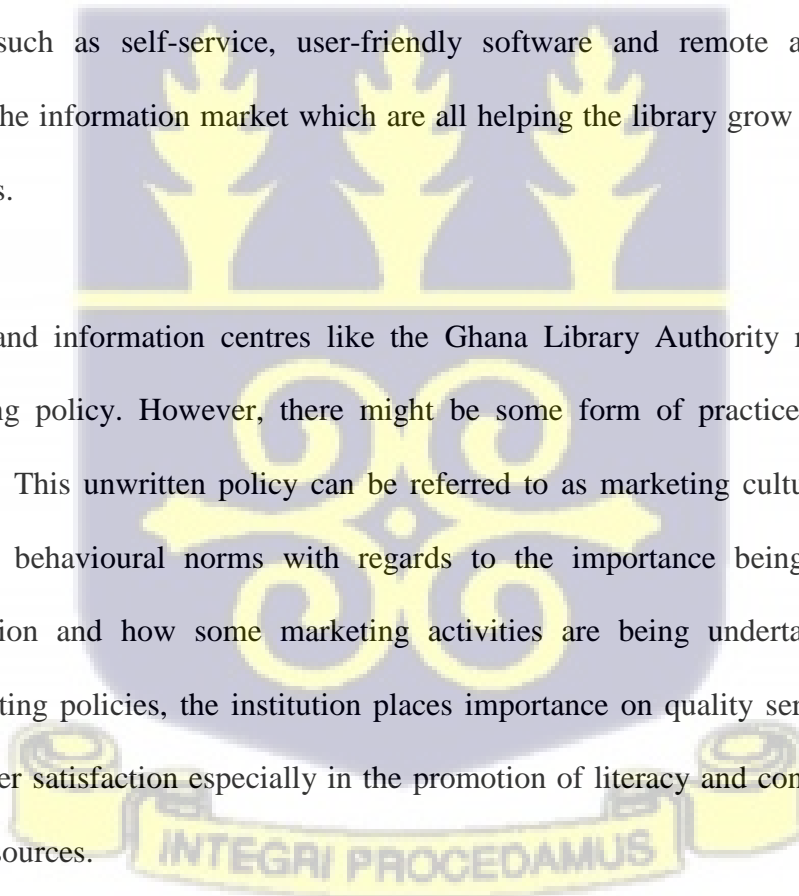 such as self-service, user-friendly software and remote a
he information market which are all helping the library grow
s.
and information centres like the Ghana Library Authority
ng policy. However, there might be some form of practice
This unwritten policy can be referred to as marketing cultu
behavioural norms with regards to the importance being
ion and how some marketing activities are being underta
ting policies, the institution places importance on quality ser
er satisfaction especially in the promotion of literacy and con
sources.
INTEGRI PROCEDAMUS